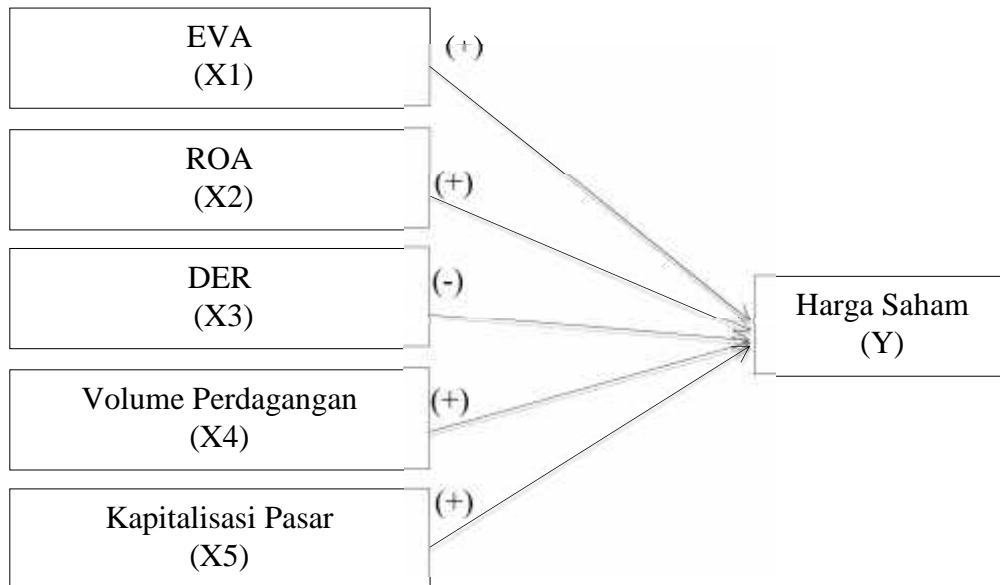 EVA
(X1)
(+)
ROA
(X2)
(+)
DER
(X3)
(-)
Harga Saham
(Y)
Volume Perdagangan
(X4)
(+)
Kapitalisasi Pasar
(X5)
(+)